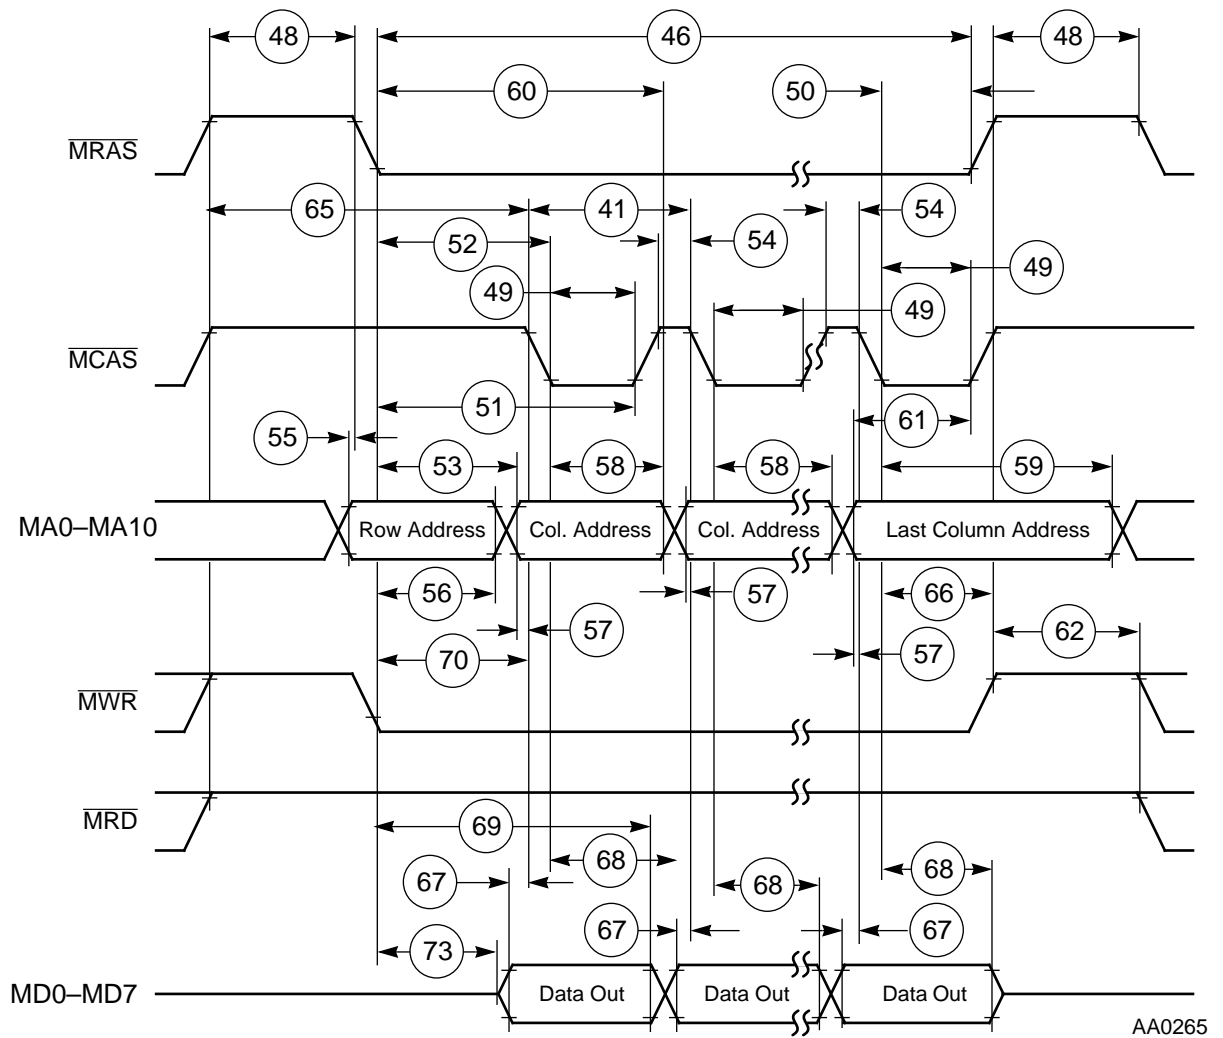 48
46
48
60
50
MRAS
65
41
54
52
54
49
49
49
MCAS
51
61
55
53
58
58
59
MA0–MA10
Row Address
Col. Address
Col. Address
Last Column Address
56
57
66
57
62
70
57
MWR
MRD
69
68
67
68
68
67
67
73
MD0–MD7
Data Out
Data Out
Data Out
AA0265